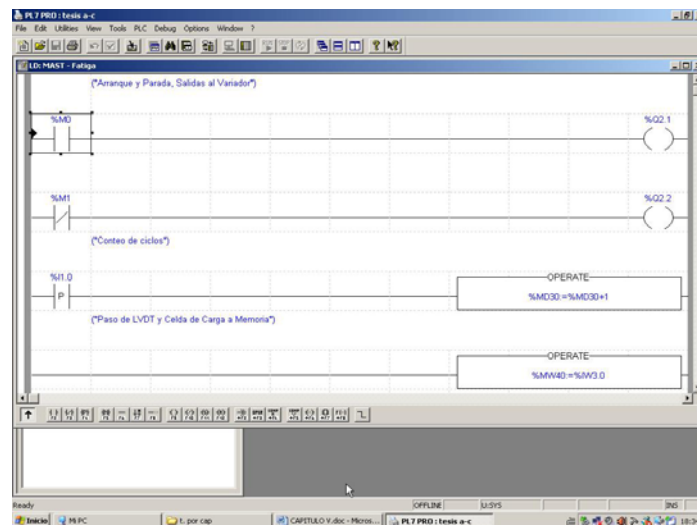 PL7 PRO : tesis a-c
File Edit Utilities View Tools PLC Debug Options Window ?
LD: MAST - Fatiga
(*Arranque y Parada, Salidas al Variador*)
%M0 %Q2.1
%M1 %Q2.2
(*Conteo de ciclos*)
%I1.0 OPERATE
P %MD30:=%MD30+1
(*Paso de LVDT y Celda de Carga a Memoria*)
OPERATE
%MW40:=%IW3.0
Ready OFFLINE U:SYS INS
Inicio Mi PC t. por cap CAPITULO V.doc - Micros... PL7 PRO : tesis a-c